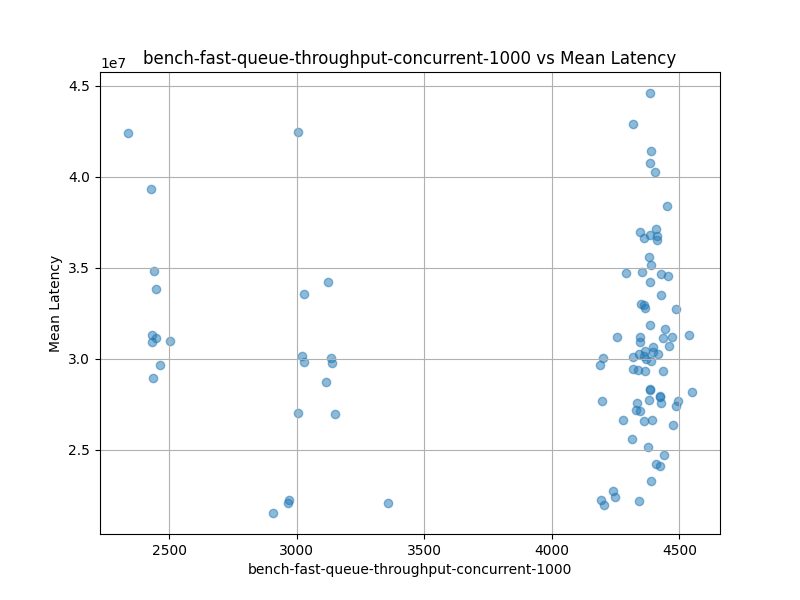 bench-fast-queue-throughput-concurrent-1000 vs Mean Latency
1e7
4.5
4.0
3.5
3.0
2.5
Mean Latency
2500 3000 3500 4000 4500
bench-fast-queue-throughput-concurrent-1000